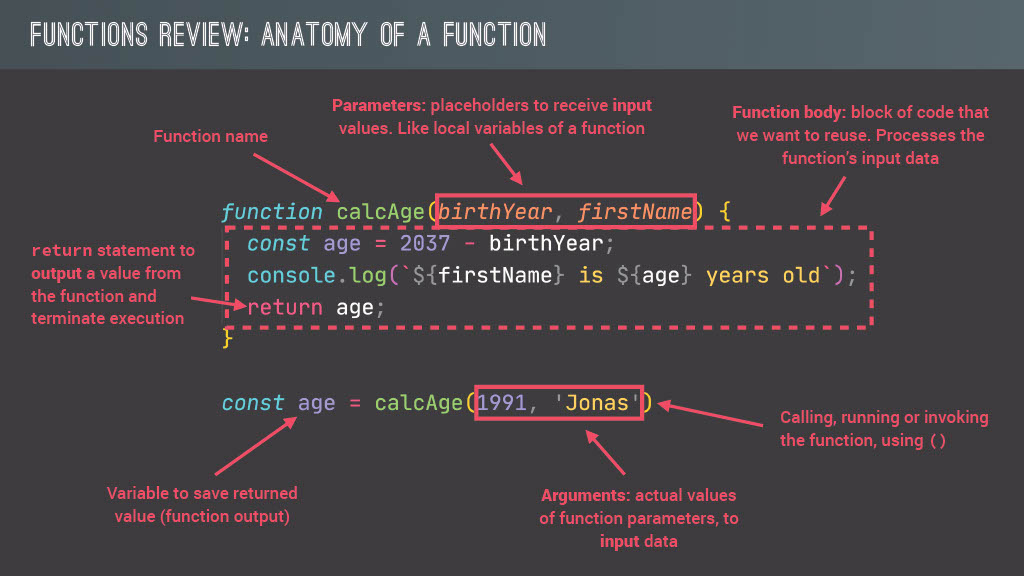 FUNCTIONS REVIEW: ANATOMY OF A FUNCTION
Function name
Parameters: placeholders to receive input
values. Like local variables of a function
Function body: block of code that
we want to reuse. Processes the
function’s input data
function calcAge(birthYear, firstName) {
const age = 2037 - birthYear;
console.log(`${firstName} is ${age} years old`);
return age;
}
return statement to
output a value from
the function and
terminate execution
const age = calcAge(1991, 'Jonas')
Calling, running or invoking
the function, using ()
Variable to save returned
value (function output)
Arguments: actual values
of function parameters, to
input data